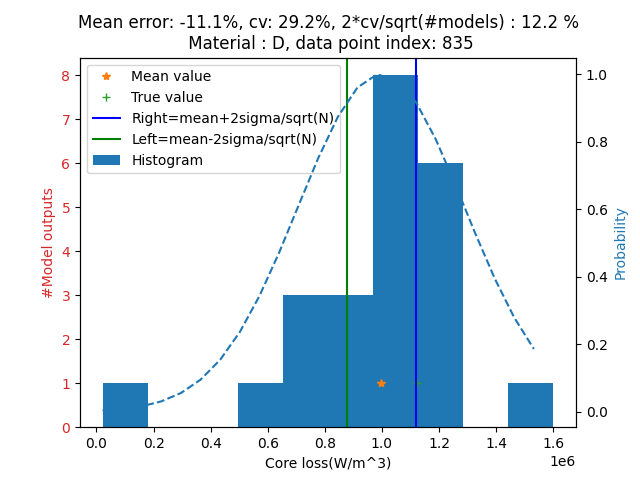 Mean error: -11.1%, cv: 29.2%, 2*cv/sqrt(#models) : 12.2 %
Material : D, data point index: 835
Mean value
True value
Right=mean+2sigma/sqrt(N)
Left=mean-2sigma/sqrt(N)
Histogram
8
7
6
5
4
3
2
1
0
#Model outputs
1.0
0.8
0.6
0.4
0.2
0.0
Probability
0.0
0.2
0.4
0.6
0.8
1.0
1.2
1.4
1.6
1e6
Core loss(W/m^3)